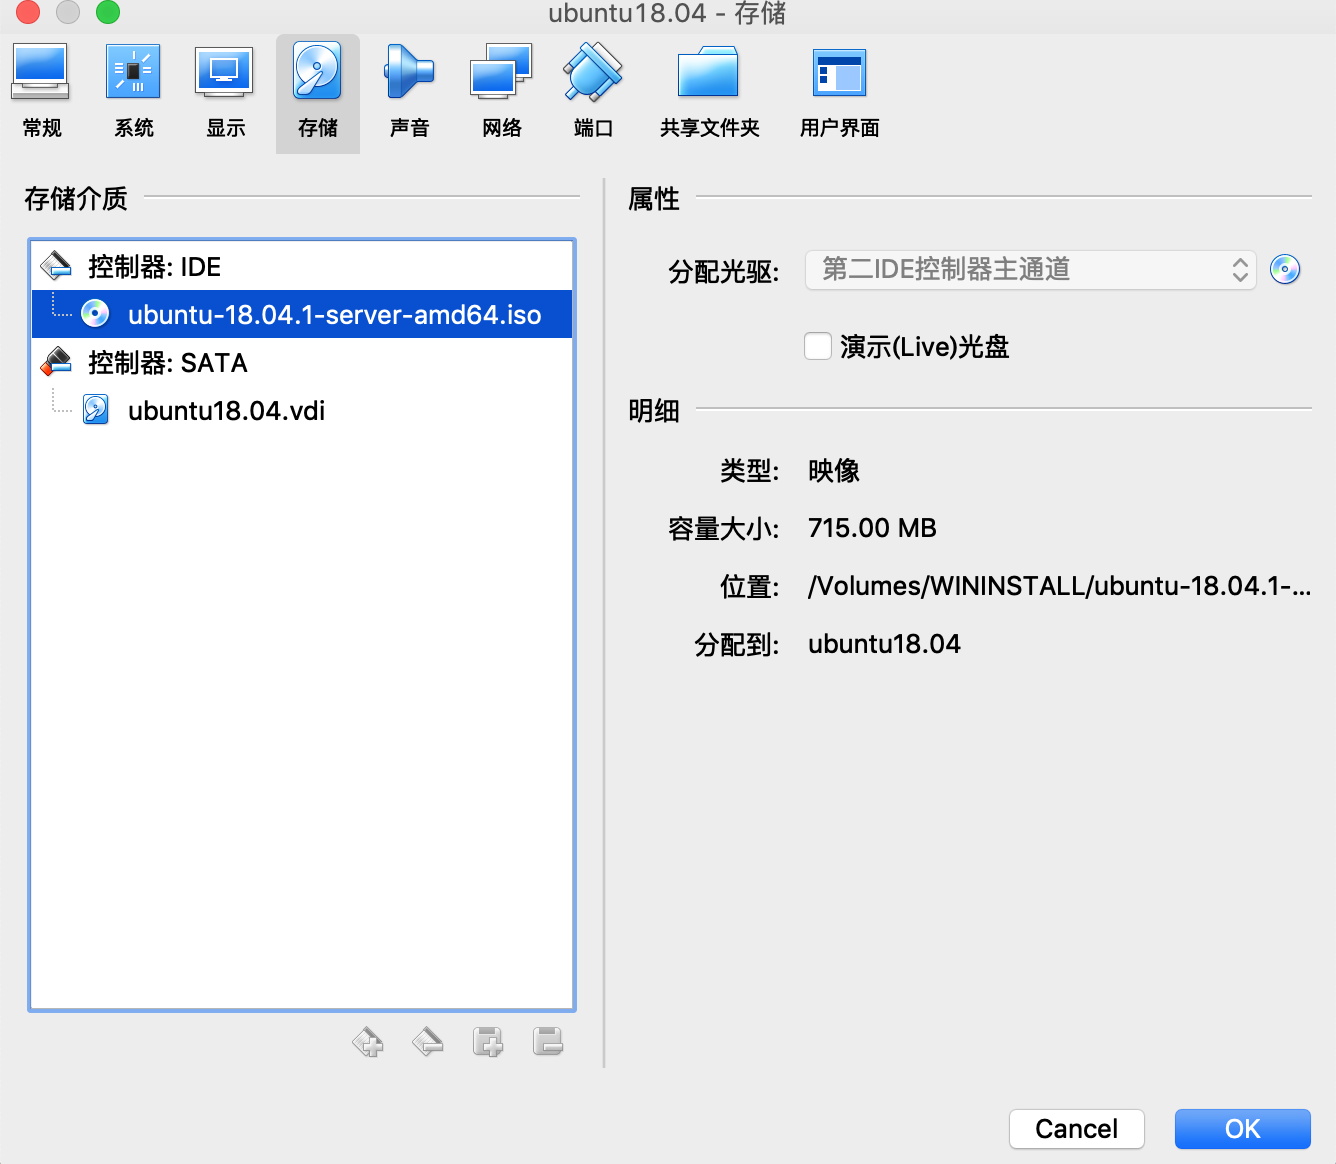 ubuntu18.04 - 存储
常规 系统 显示 存储 声音 网络 端口 共享文件夹 用户界面
存储介质
控制器: IDE
ubuntu-18.04.1-server-amd64.iso
控制器: SATA
ubuntu18.04.vdi
属性
分配光驱: 第二IDE控制器主通道
演示(Live)光盘
明细
类型: 映像
容量大小: 715.00 MB
位置: /Volumes/WININSTALL/ubuntu-18.04.1-...
分配到: ubuntu18.04
Cancel OK